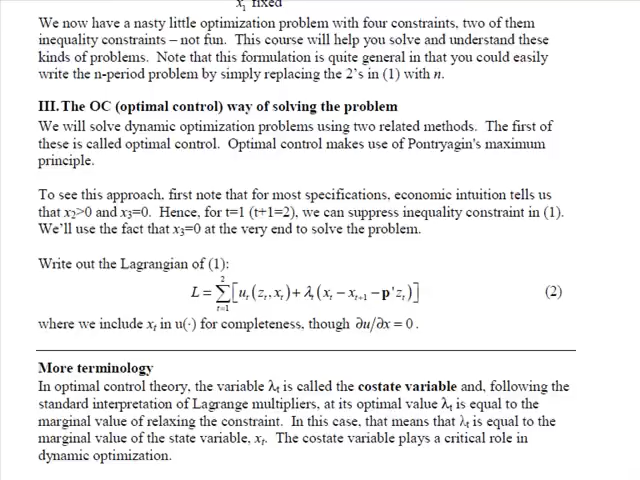 x₁ fixed
We now have a nasty little optimization problem with four constraints, two of them
inequality constraints – not fun. This course will help you solve and understand these
kinds of problems. Note that this formulation is quite general in that you could easily
write the n-period problem by simply replacing the 2's in (1) with n.
III. The OC (optimal control) way of solving the problem
We will solve dynamic optimization problems using two related methods. The first of
these is called optimal control. Optimal control makes use of Pontryagin's maximum
principle.
To see this approach, first note that for most specifications, economic intuition tells us
that x₂>0 and x₃=0. Hence, for t=1 (t+1=2), we can suppress inequality constraint in (1).
We'll use the fact that x₃=0 at the very end to solve the problem.
Write out the Lagrangian of (1):
L = ∑_{t=1}^{2} [u_t(z_t, x_t) + λ_t(x_t − x_{t+1} − p'z_t)] (2)
where we include x_t in u(·) for completeness, though ∂u/∂x = 0.
More terminology
In optimal control theory, the variable λ_t is called the costate variable and, following the
standard interpretation of Lagrange multipliers, at its optimal value λ_t is equal to the
marginal value of relaxing the constraint. In this case, that means that λ_t is equal to the
marginal value of the state variable, x_t. The costate variable plays a critical role in
dynamic optimization.